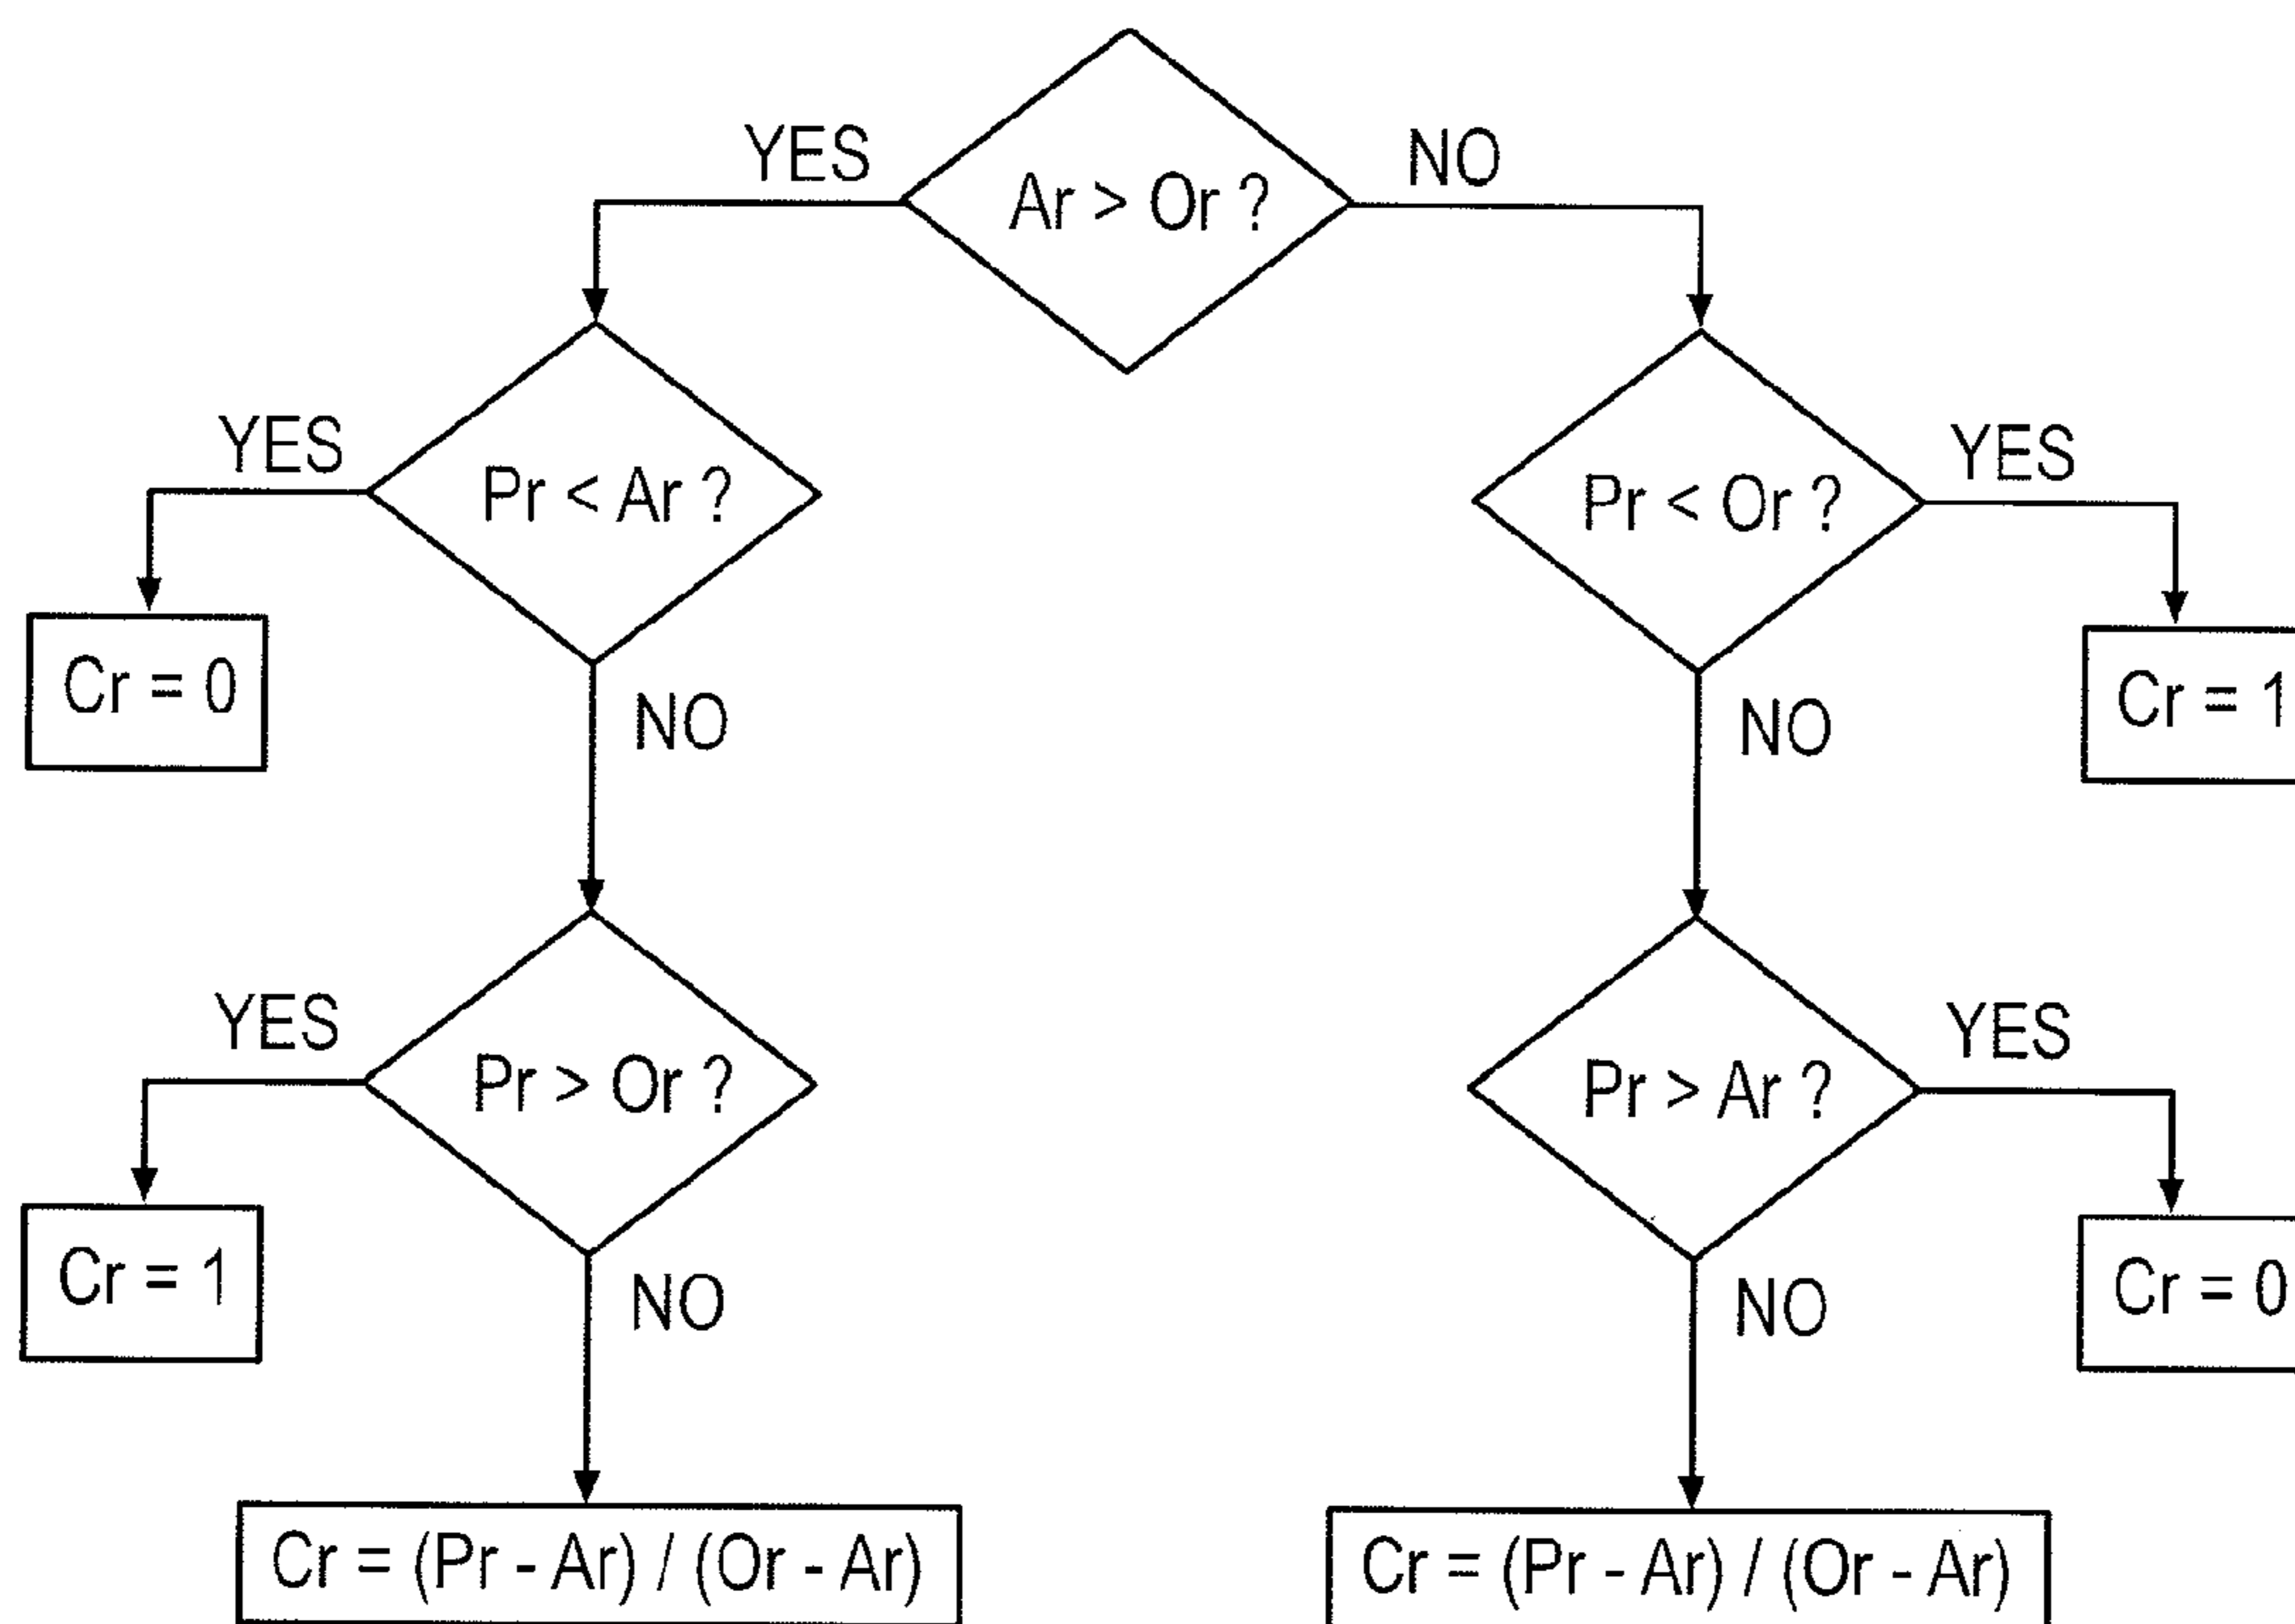 YES
Ar > Or ?
NO
YES
Pr < Ar ?
Pr < Or ?
YES
Cr = 0
NO
NO
Cr = 1
YES
Pr > Or ?
Pr > Ar ?
YES
Cr = 1
NO
NO
Cr = 0
Cr = (Pr - Ar) / (Or - Ar)
Cr = (Pr - Ar) / (Or - Ar)